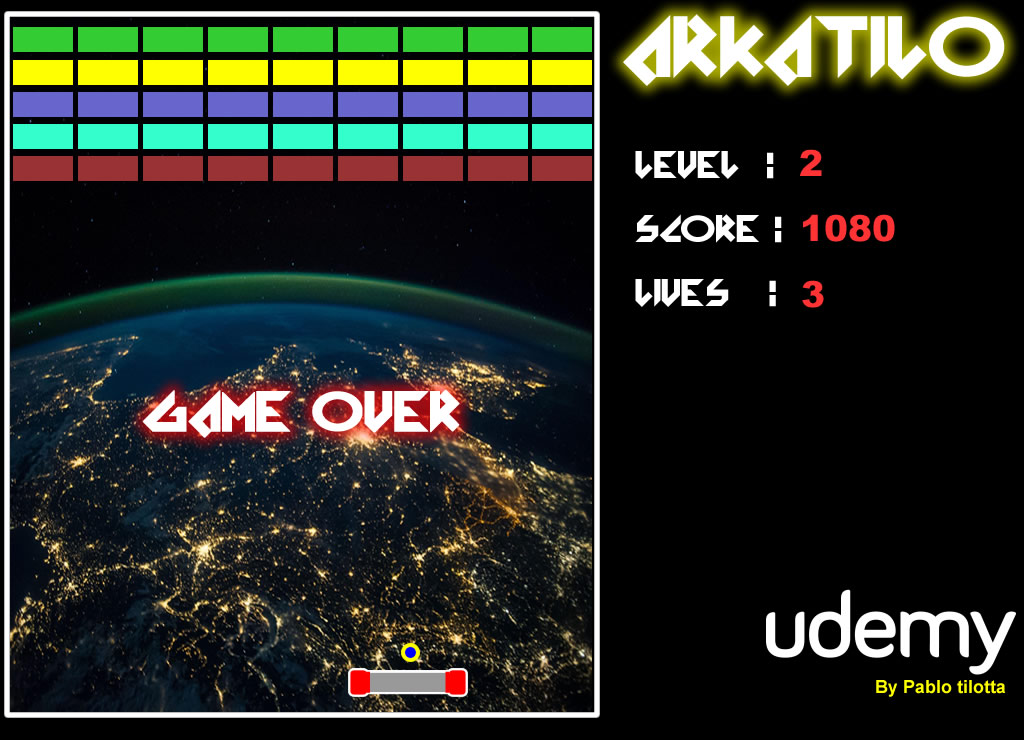 ARKATILO
LEVEL : 2
SCORE : 1080
LIVES : 3
GAME OVER
udemy
By Pablo tilotta